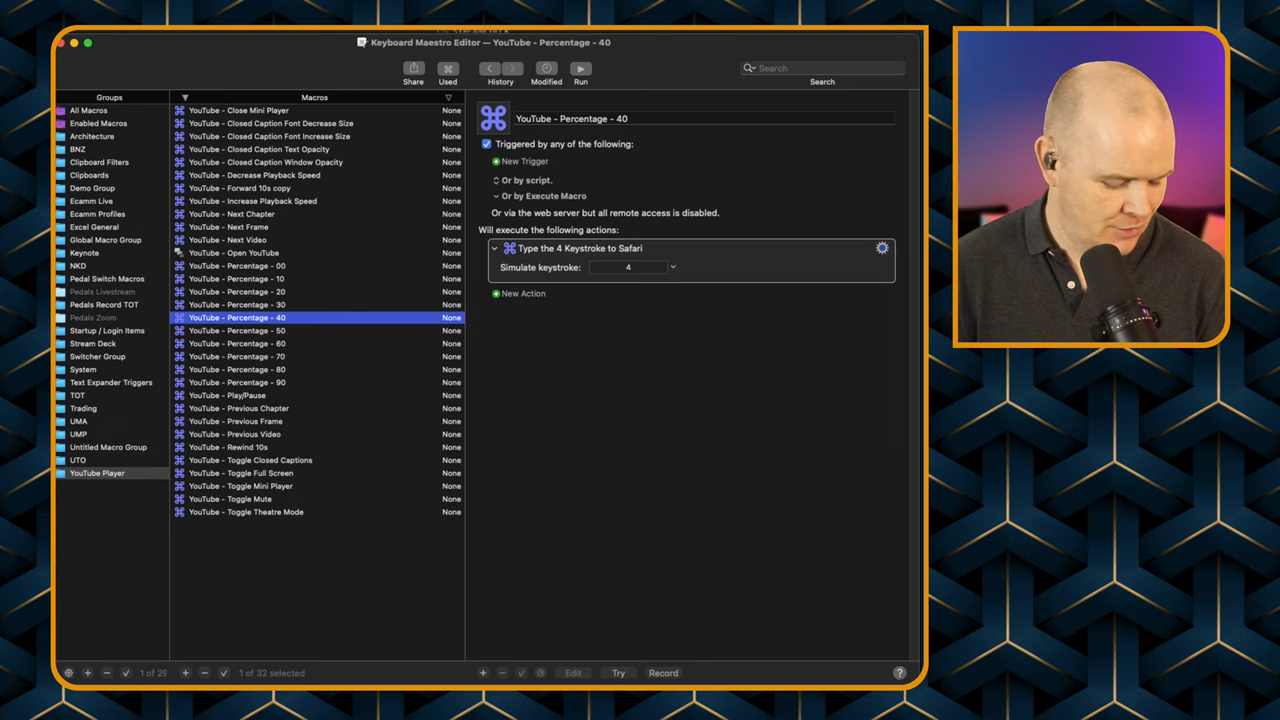 Keyboard Maestro Editor — YouTube - Percentage - 40
Share
Used
History
Modified
Run
Search
Search
Groups
All Macros
Enabled Macros
Architecture
BNZ
Clipboard Filters
Clipboards
Demo Group
Ecamm Live
Ecamm Profiles
Excel General
Global Macro Group
Keynote
NKD
Pedal Switch Macros
Pedals Livestream
Pedals Record TOT
Pedals Zoom
Startup / Login Items
Stream Deck
Switcher Group
System
Text Expander Triggers
TOT
Trading
UMA
UMP
Untitled Macro Group
UTO
YouTube Player
1 of 29
Macros
YouTube - Close Mini Player None
YouTube - Closed Caption Font Decrease Size None
YouTube - Closed Caption Font Increase Size None
YouTube - Closed Caption Text Opacity None
YouTube - Closed Caption Window Opacity None
YouTube - Decrease Playback Speed None
YouTube - Forward 10s copy None
YouTube - Increase Playback Speed None
YouTube - Next Chapter None
YouTube - Next Frame None
YouTube - Next Video None
YouTube - Open YouTube None
YouTube - Percentage - 00 None
YouTube - Percentage - 10 None
YouTube - Percentage - 20 None
YouTube - Percentage - 30 None
YouTube - Percentage - 40 None
YouTube - Percentage - 50 None
YouTube - Percentage - 60 None
YouTube - Percentage - 70 None
YouTube - Percentage - 80 None
YouTube - Percentage - 90 None
YouTube - Play/Pause None
YouTube - Previous Chapter None
YouTube - Previous Frame None
YouTube - Previous Video None
YouTube - Rewind 10s None
YouTube - Toggle Closed Captions None
YouTube - Toggle Full Screen None
YouTube - Toggle Mini Player None
YouTube - Toggle Mute None
YouTube - Toggle Theatre Mode None
1 of 32 selected
YouTube - Percentage - 40
Triggered by any of the following:
New Trigger
Or by script.
Or by Execute Macro
Or via the web server but all remote access is disabled.
Will execute the following actions:
Type the 4 Keystroke to Safari
Simulate keystroke: 4
New Action
Edit
Try
Record
?